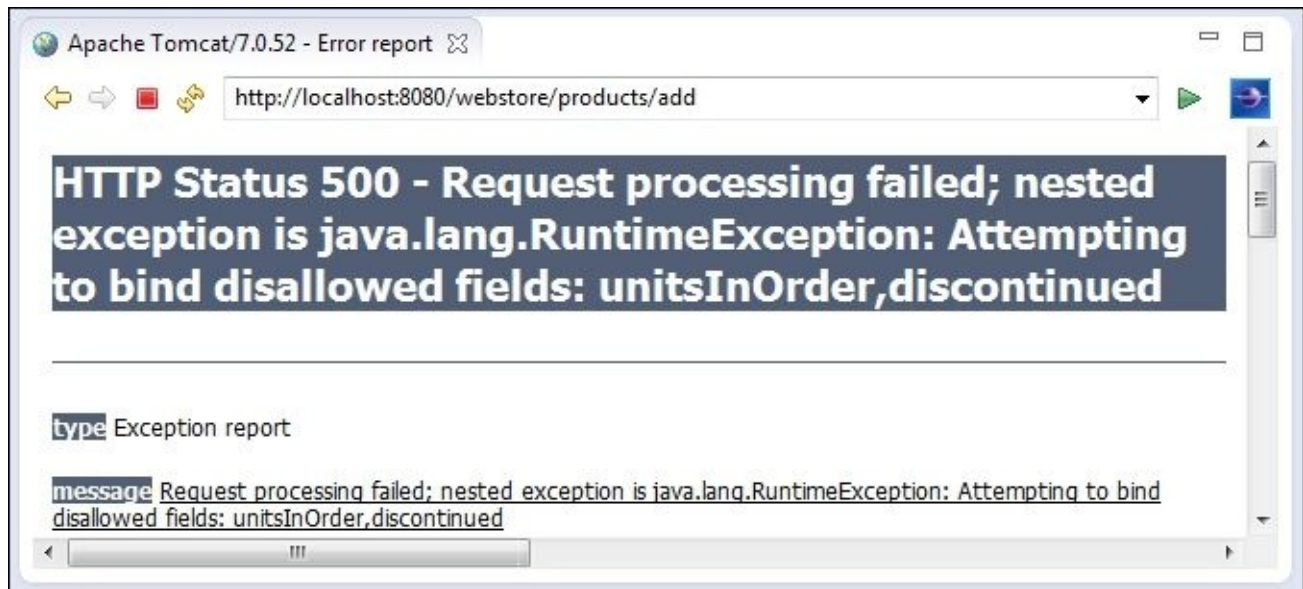 Apache Tomcat/7.0.52 - Error report
http://localhost:8080/webstore/products/add
HTTP Status 500 - Request processing failed; nested
exception is java.lang.RuntimeException: Attempting
to bind disallowed fields: unitsInOrder,discontinued
type Exception report
message Request processing failed; nested exception is java.lang.RuntimeException: Attempting to bind
disallowed fields: unitsInOrder,discontinued